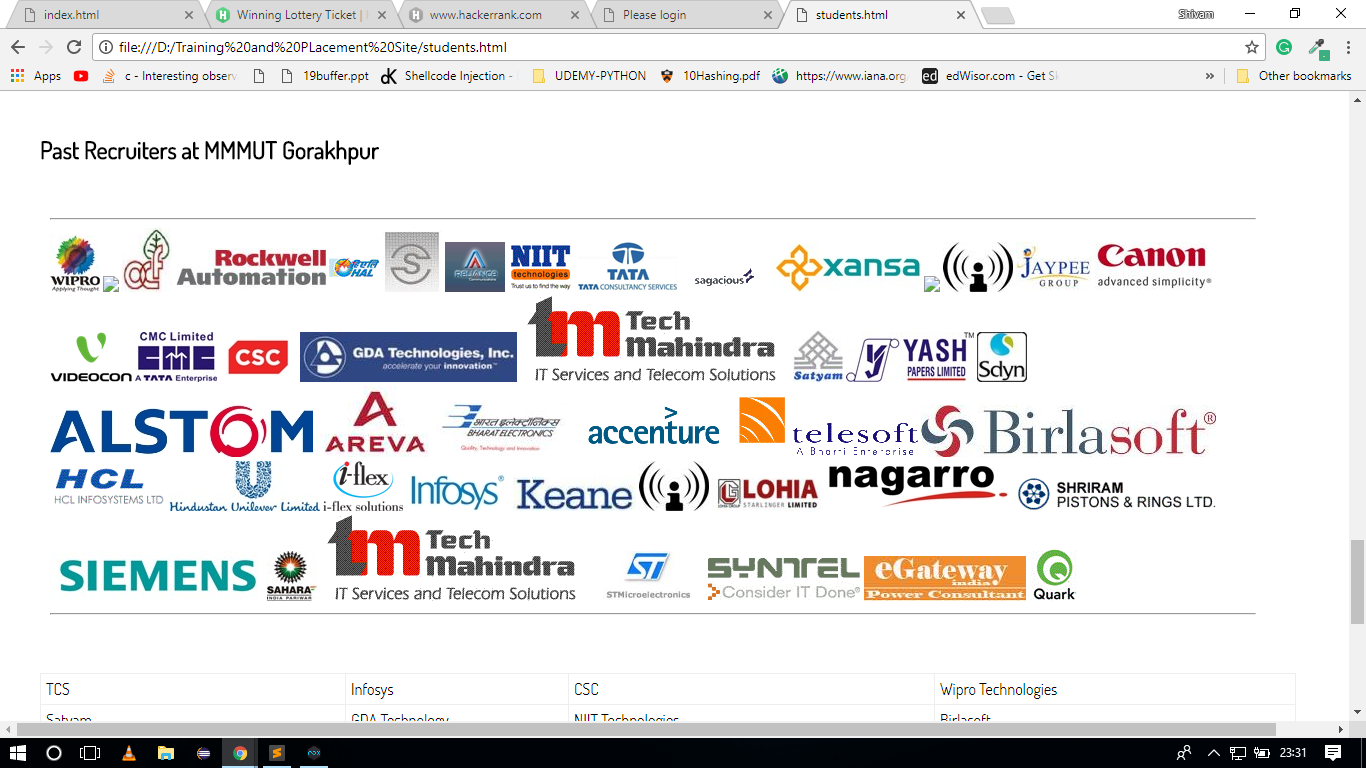 index.html
Winning Lottery Ticket |
www.hackerrank.com
Please login
students.html
Shivam
file:///D:/Training%20and%20PLacement%20Site/students.html
Apps
c - Interesting observ
19buffer.ppt
Shellcode Injection -
UDEMY-PYTHON
10Hashing.pdf
https://www.iana.org
ed
edWisor.com - Get Sk
»
Other bookmarks
Past Recruiters at MMMUT Gorakhpur
WIPRO
Applying Thought
Rockwell
Automation
HAL
RELIANCE
Communications
NIIT
technologies
Trust us to find the way
TATA
TATA CONSULTANCY SERVICES
sagacious
xansa
JAYPEE
GROUP
Canon
advanced simplicity®
VIDEOCON
CMC Limited
CMC
A TATA Enterprise
CSC
GDA Technologies, Inc.
accelerate your innovation™
tm Tech
Mahindra
IT Services and Telecom Solutions
Satyam
YASH™
PAPERS LIMITED
Sdyn
ALSTOM
AREVA
भारत इलेक्ट्रॉनिक्स
BHARAT ELECTRONICS
Quality, Technology and Innovation
accenture
telesoft
A Bharti Enterprise
Birlasoft®
HCL
HCL INFOSYSTEMS LTD
Hindustan Unilever Limited
i-flex
i-flex solutions
Infosys®
Keane
LOHIA
STARLINGER LIMITED
nagarro
SHRIRAM
PISTONS & RINGS LTD.
SIEMENS
SAHARA
INDIA PARIWAR
tm Tech
Mahindra
IT Services and Telecom Solutions
ST
STMicroelectronics
SYNTEL
Consider IT Done®
eGateway
india
Power Consultant
Quark
TCS Infosys CSC Wipro Technologies
Satyam GDA Technology NIIT Technologies Birlasoft
23:31